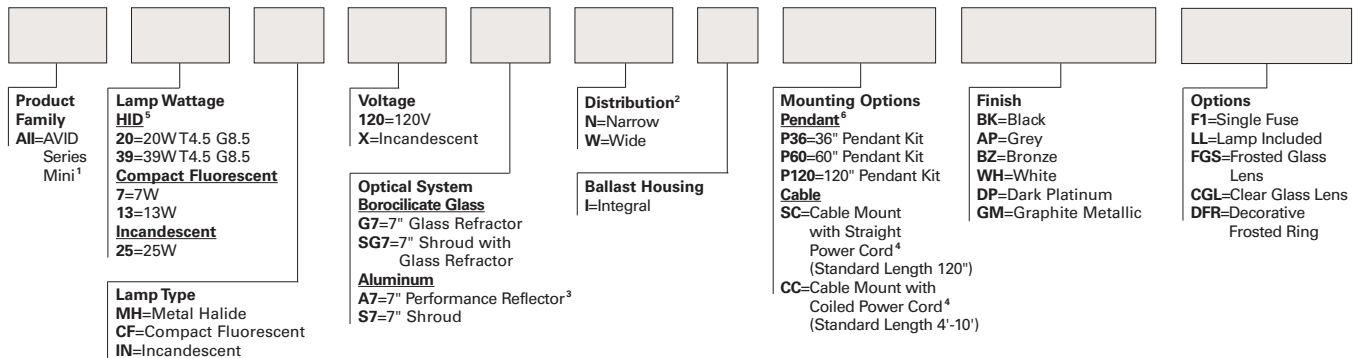 Product
Family
AII=AVID
Series
Mini¹
Lamp Wattage
HID⁵
20=20W T4.5 G8.5
39=39W T4.5 G8.5
Compact Fluorescent
7=7W
13=13W
Incandescent
25=25W
Lamp Type
MH=Metal Halide
CF=Compact Fluorescent
IN=Incandescent
Voltage
120=120V
X=Incandescent
Optical System
Borocilicate Glass
G7=7" Glass Refractor
SG7=7" Shroud with
Glass Refractor
Aluminum
A7=7" Performance Reflector³
S7=7" Shroud
Distribution²
N=Narrow
W=Wide
Ballast Housing
I=Integral
Mounting Options
Pendant⁶
P36=36" Pendant Kit
P60=60" Pendant Kit
P120=120" Pendant Kit
Cable
SC=Cable Mount
with Straight
Power Cord⁴
(Standard Length 120")
CC=Cable Mount with
Coiled Power Cord⁴
(Standard Length 4'-10')
Finish
BK=Black
AP=Grey
BZ=Bronze
WH=White
DP=Dark Platinum
GM=Graphite Metallic
Options
F1=Single Fuse
LL=Lamp Included
FGS=Frosted Glass
Lens
CGL=Clear Glass Lens
DFR=Decorative
Frosted Ring